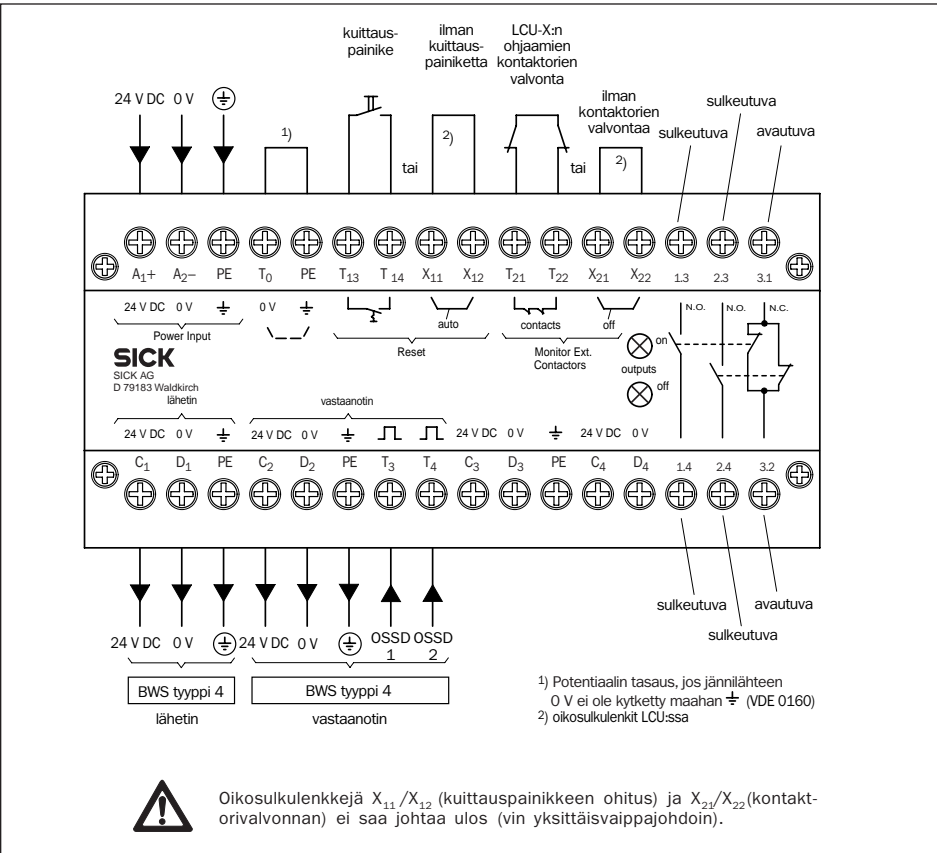 kuittaus-
painike
ilman
kuittaus-
painiketta
LCU-X:n
ohjaamien
kontaktorien
valvonta
ilman
kontaktorien
valvontaa
sulkeutuva
sulkeutuva
avautuva
24 V DC 0 V
1)
tai
2)
tai
2)
A1+ A2– PE T0 PE T13 T14 X11 X12 T21 T22 X21 X22 1.3 2.3 3.1
24 V DC 0 V 0 V auto contacts off N.O. N.O. N.C.
Power Input
Reset
Monitor Ext.
Contactors
on
outputs
off
SICK
SICK AG
D 79183 Waldkirch
lähetin
vastaanotin
24 V DC 0 V 24 V DC 0 V 24 V DC 0 V 24 V DC 0 V
C1 D1 PE C2 D2 PE T3 T4 C3 D3 PE C4 D4 1.4 2.4 3.2
sulkeutuva
sulkeutuva
avautuva
24 V DC 0 V 24 V DC 0 V OSSD OSSD
1 2
BWS tyyppi 4
lähetin
BWS tyyppi 4
vastaanotin
1) Potentiaalin tasaus, jos jännilähteen
0 V ei ole kytketty maahan ⏚ (VDE 0160)
2) oikosulkulenkit LCU:ssa
Oikosulkulenkkejä X11/X12 (kuittauspainikkeen ohitus) ja X21/X22(kontakt-
orivalvonnan) ei saa johtaa ulos (vin yksittäisvaippajohdoin).